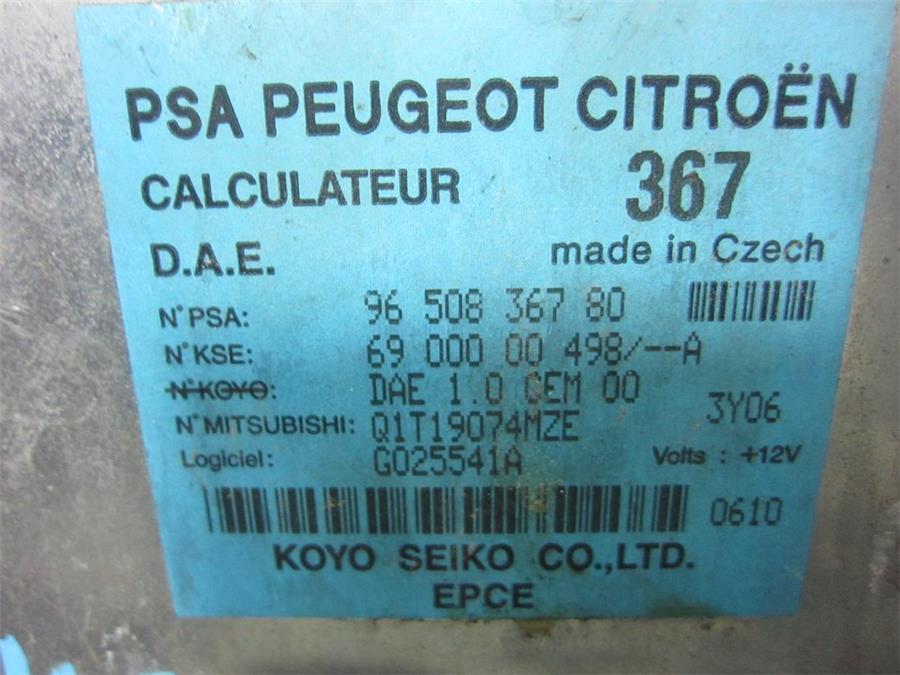 PSA PEUGEOT CITROËN
CALCULATEUR 367
D.A.E. made in Czech
N°PSA: 96 508 367 80
N°KSE: 69 000 00 498/--A
N°KOYO: DAE 1.0 GEM 00
N°MITSUBISHI: Q1T19074MZE 3Y06
Logiciel: G025541A Volts : +12V
0610
KOYO SEIKO CO.,LTD.
EPCE